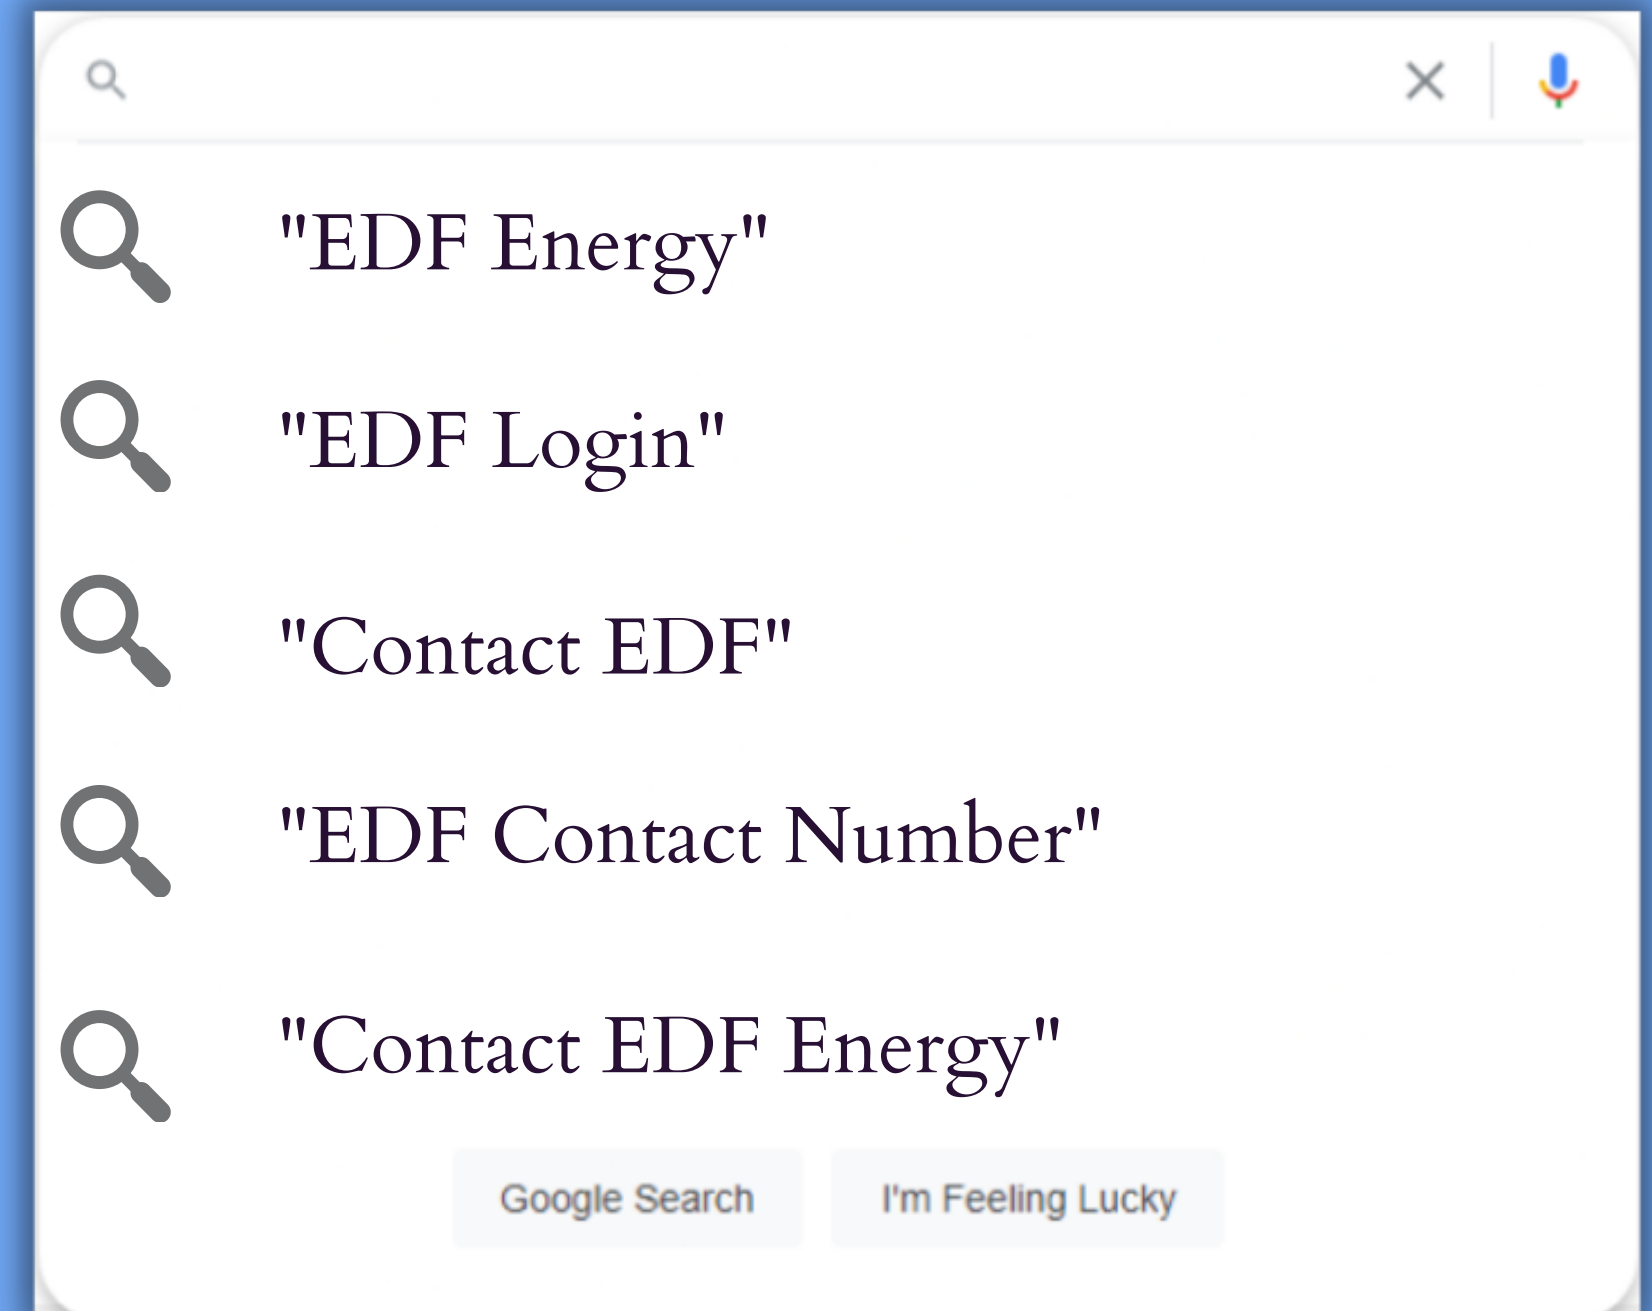 "EDF Energy"
"EDF Login"
"Contact EDF"
"EDF Contact Number"
"Contact EDF Energy"
Google Search I'm Feeling Lucky